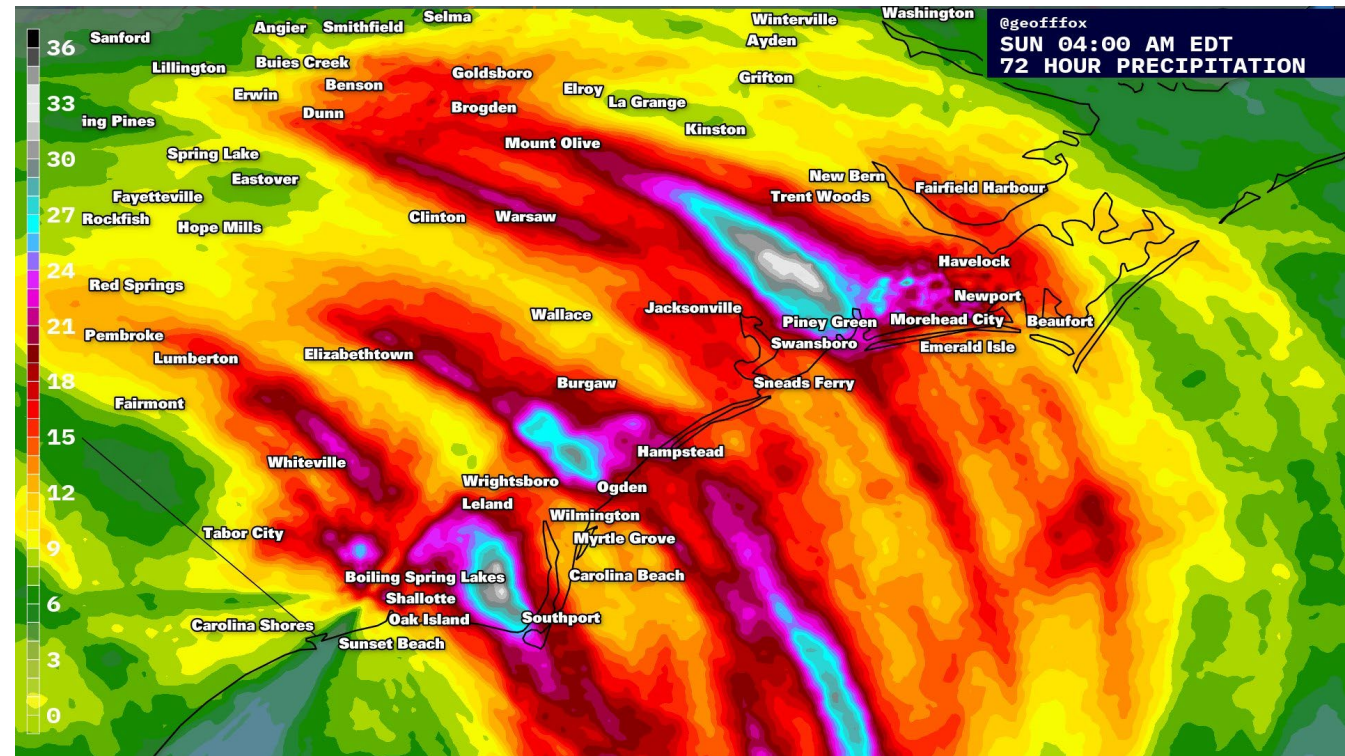 @geofffox
SUN 04:00 AM EDT
72 HOUR PRECIPITATION
36
33
30
27
24
21
18
15
12
9
6
3
0
Sanford
Angier
Smithfield
Selma
Winterville
Washington
Ayden
Lillington
Buies Creek
Goldsboro
Grifton
Erwin
Benson
Elroy
La Grange
Dunn
Brogden
ing Pines
Kinston
Mount Olive
Spring Lake
Eastover
New Bern
Fairfield Harbour
Fayetteville
Trent Woods
Rockfish
Hope Mills
Clinton
Warsaw
Havelock
Red Springs
Newport
Jacksonville
Wallace
Piney Green
Morehead City
Beaufort
Pembroke
Swansboro
Emerald Isle
Lumberton
Elizabethtown
Burgaw
Sneads Ferry
Fairmont
Whiteville
Hampstead
Wrightsboro
Ogden
Leland
Wilmington
Tabor City
Myrtle Grove
Boiling Spring Lakes
Carolina Beach
Shallotte
Oak Island
Southport
Carolina Shores
Sunset Beach